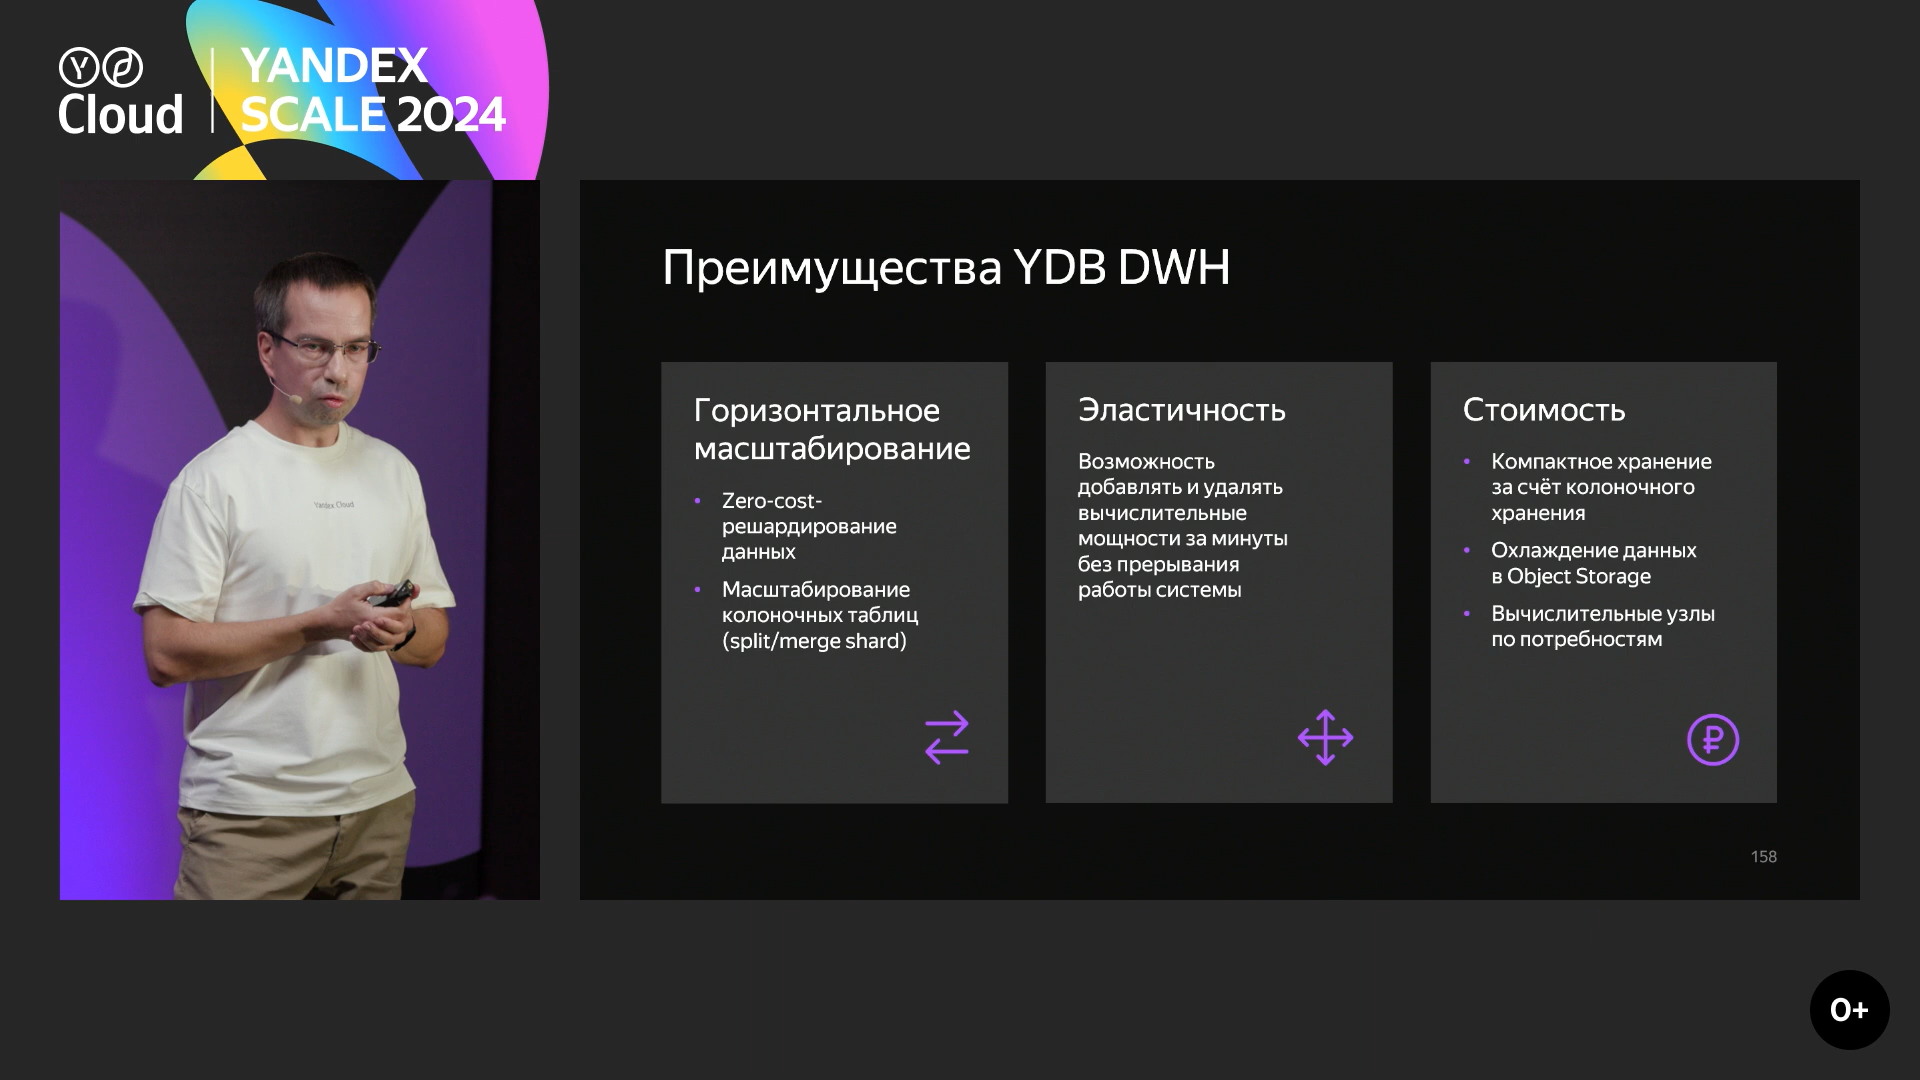 Cloud
YANDEX
SCALE 2024
Yandex Cloud
Преимущества YDB DWH
Горизонтальное
масштабирование
• Zero-cost-
решардирование
данных
• Масштабирование
колоночных таблиц
(split/merge shard)
Эластичность
Возможность
добавлять и удалять
вычислительные
мощности за минуты
без прерывания
работы системы
Стоимость
• Компактное хранение
за счёт колоночного
хранения
• Охлаждение данных
в Object Storage
• Вычислительные узлы
по потребностям
158
0+